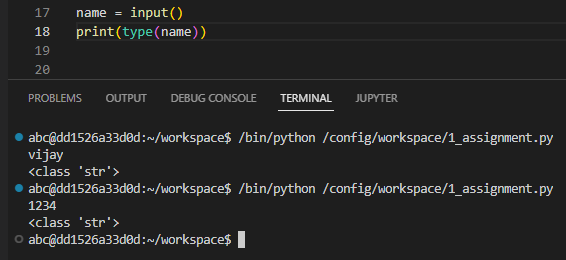 17 name = input()
18 print(type(name))
19
20
PROBLEMS OUTPUT DEBUG CONSOLE TERMINAL JUPYTER
abc@dd1526a33d0d:~/workspace$ /bin/python /config/workspace/1_assignment.py
vijay
<class 'str'>
abc@dd1526a33d0d:~/workspace$ /bin/python /config/workspace/1_assignment.py
1234
<class 'str'>
abc@dd1526a33d0d:~/workspace$